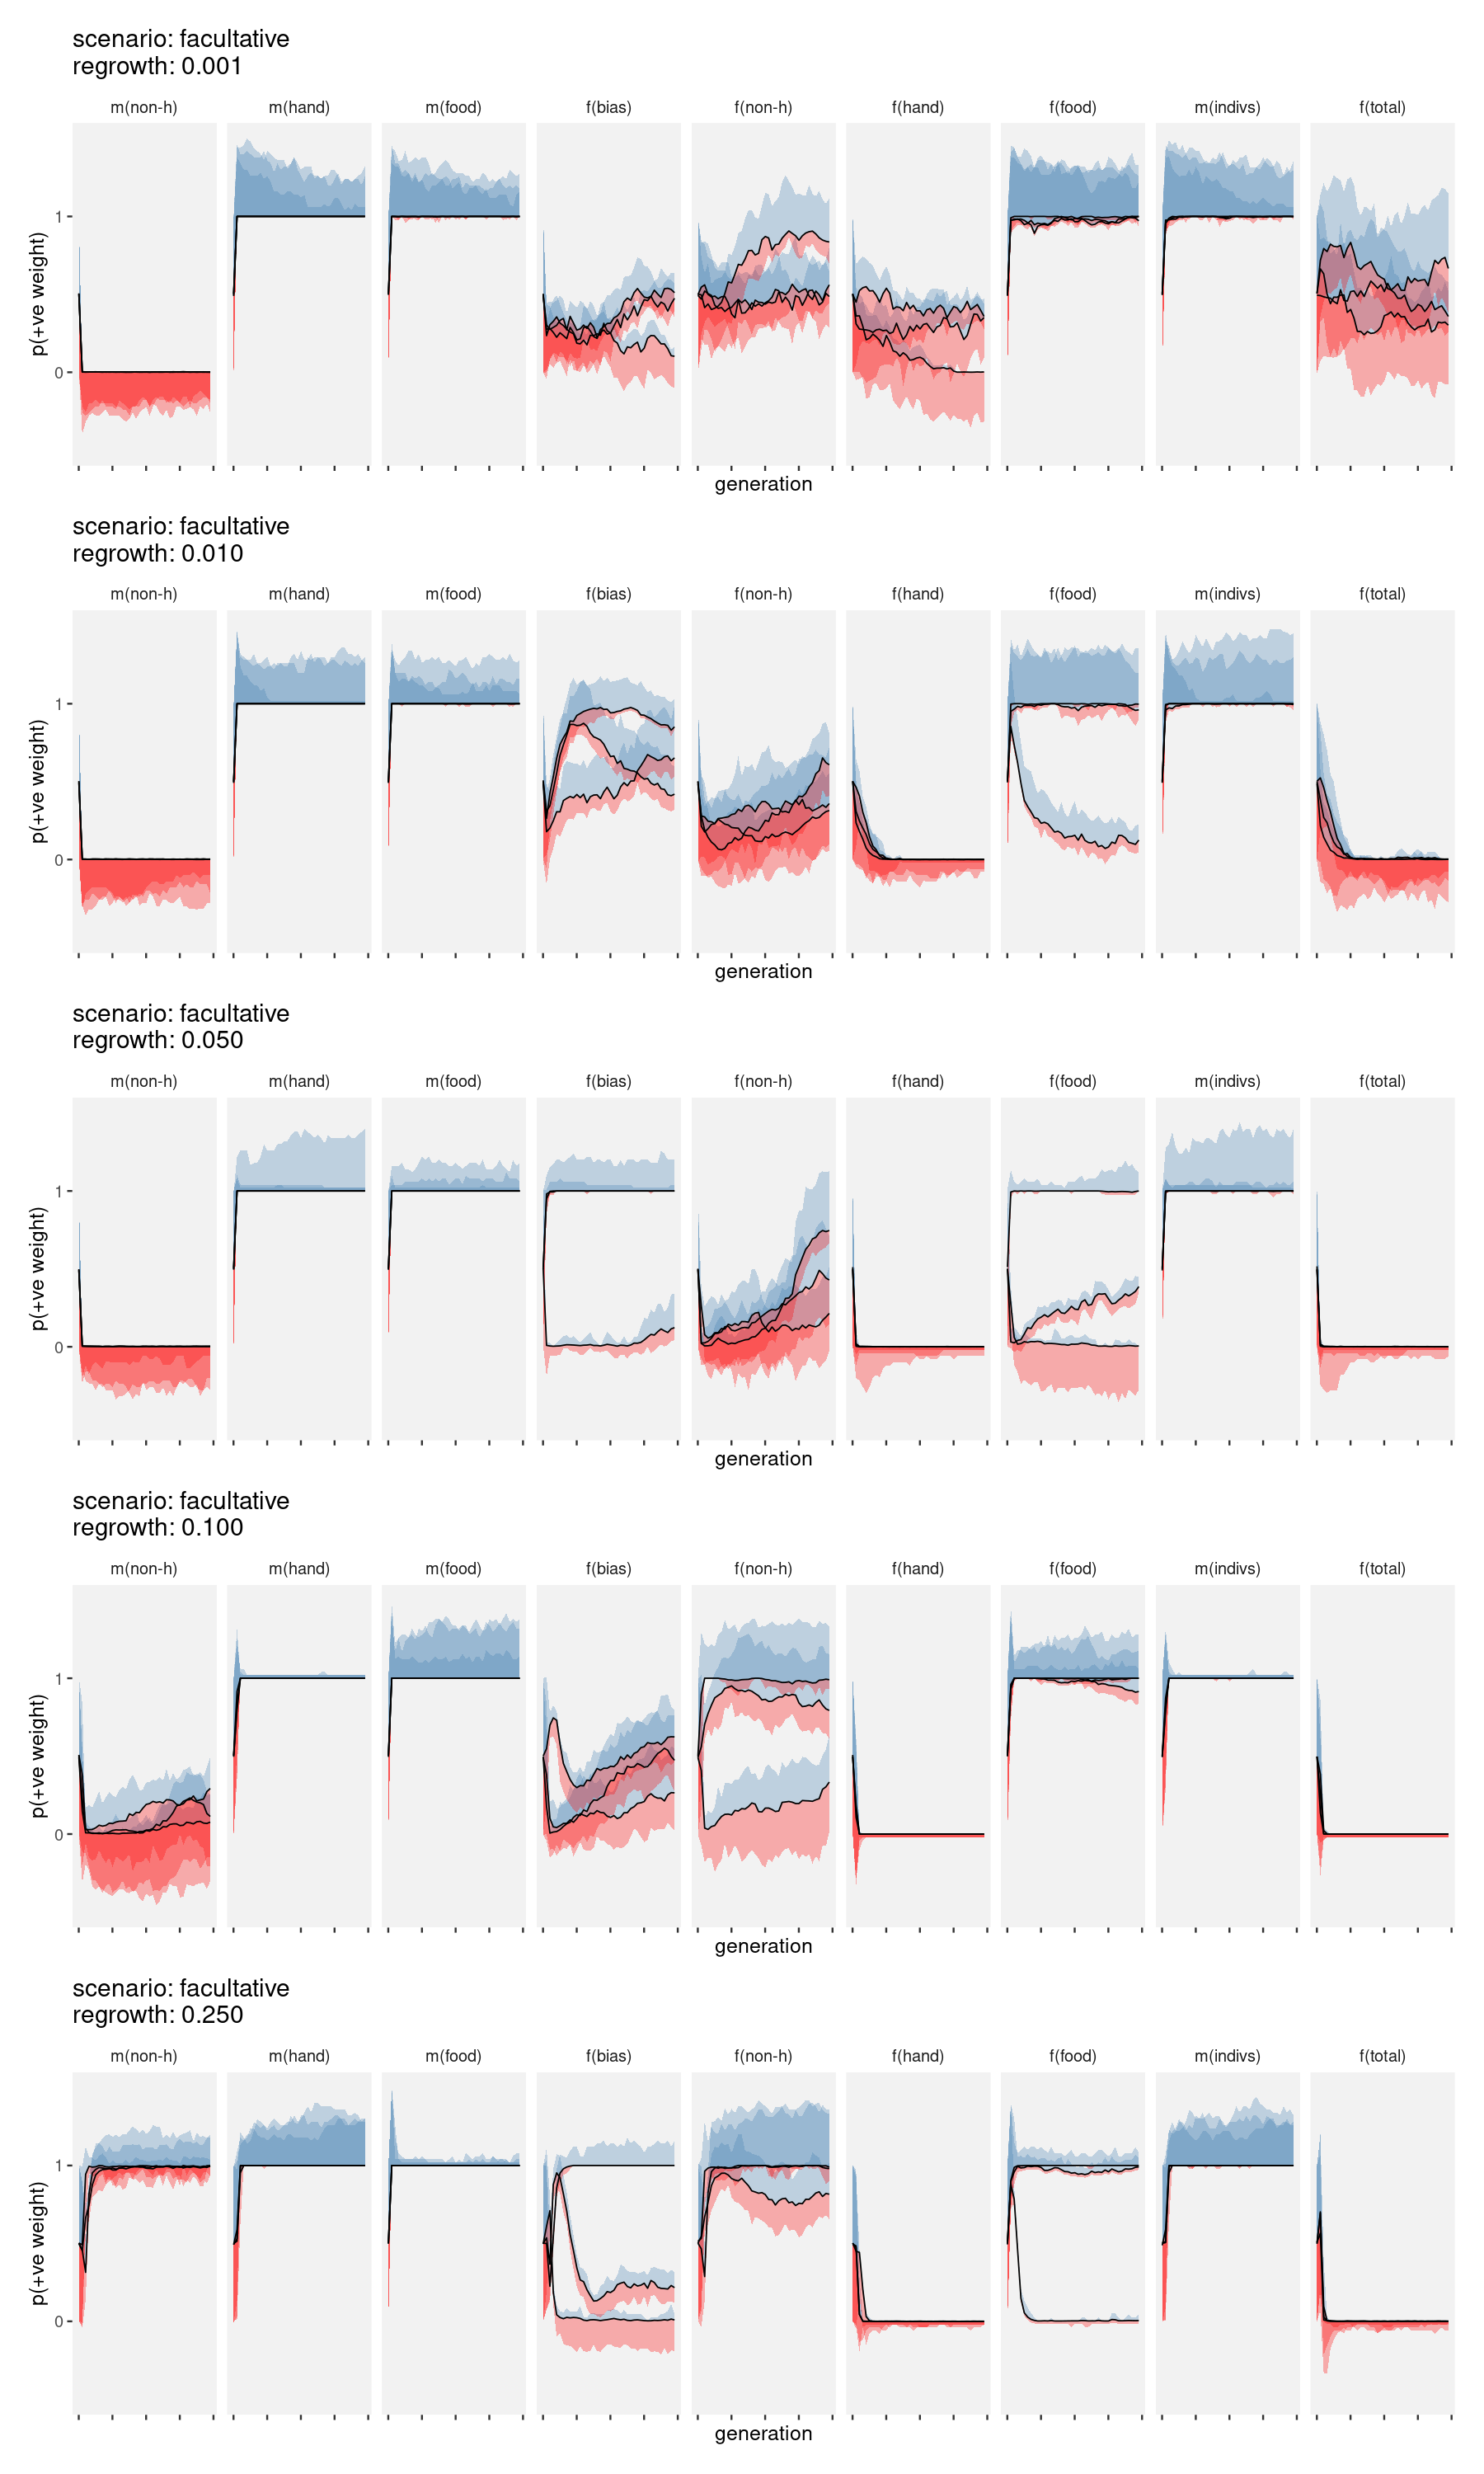 scenario: facultative
regrowth: 0.001
m(non-h) m(hand) m(food) f(bias) f(non-h) f(hand) f(food) m(indivs) f(total)
p(+ve weight)
1
0
generation
scenario: facultative
regrowth: 0.010
m(non-h) m(hand) m(food) f(bias) f(non-h) f(hand) f(food) m(indivs) f(total)
p(+ve weight)
1
0
generation
scenario: facultative
regrowth: 0.050
m(non-h) m(hand) m(food) f(bias) f(non-h) f(hand) f(food) m(indivs) f(total)
p(+ve weight)
1
0
generation
scenario: facultative
regrowth: 0.100
m(non-h) m(hand) m(food) f(bias) f(non-h) f(hand) f(food) m(indivs) f(total)
p(+ve weight)
1
0
generation
scenario: facultative
regrowth: 0.250
m(non-h) m(hand) m(food) f(bias) f(non-h) f(hand) f(food) m(indivs) f(total)
p(+ve weight)
1
0
generation